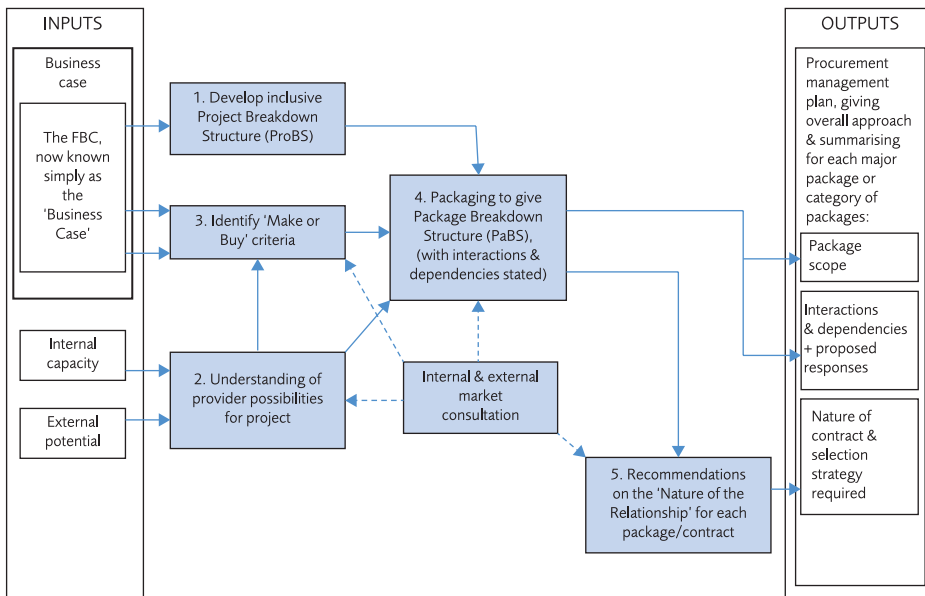 INPUTS
Business
case
The FBC,
now known
simply as
the
'Business
Case'
Internal
capacity
External
potential
1. Develop inclusive
Project Breakdown
Structure (ProBS)
3. Identify 'Make or
Buy' criteria
2. Understanding of
provider possibilities
for project
4. Packaging to give
Package Breakdown
Structure (PaBS),
(with interactions &
dependencies stated)
Internal & external
market
consultation
5. Recommendations
on the 'Nature of the
Relationship' for each
package/contract
OUTPUTS
Procurement
management
plan, giving
overall approach
& summarising
for each major
package or
category of
packages:
Package
scope
Interactions
& dependencies
+ proposed
responses
Nature of
contract &
selection
strategy
required